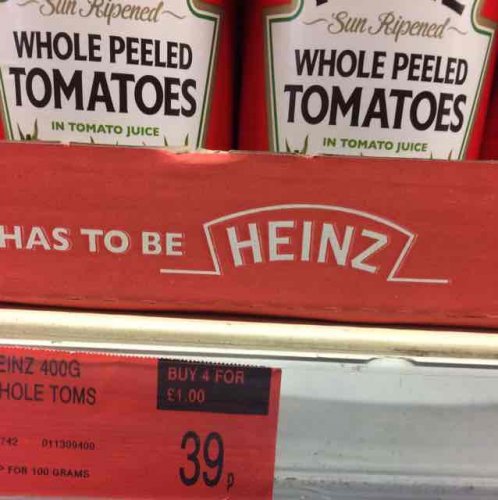 Sun Ripened
WHOLE PEELED
TOMATOES
IN TOMATO JUICE
Sun Ripened
WHOLE PEELED
TOMATOES
IN TOMATO JUICE
HAS TO BE HEINZ
EINZ 400G
HOLE TOMS
BUY 4 FOR
£1.00
742 011309400
P FOR 100 GRAMS
39p